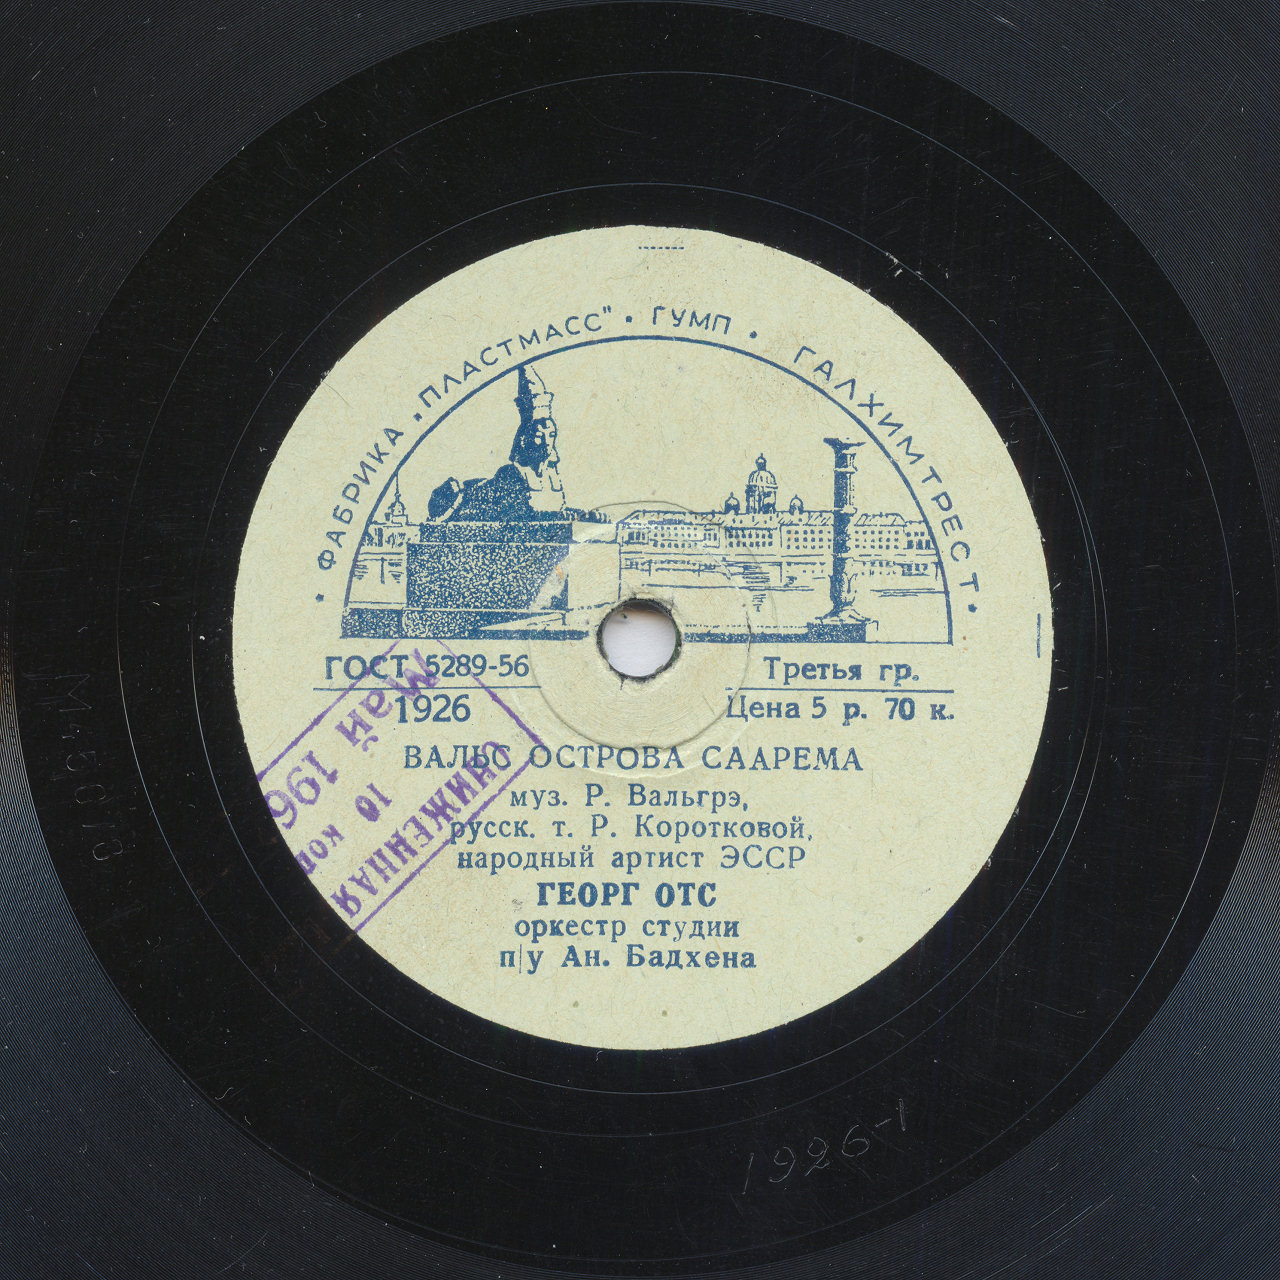 • ФАБРИКА „ПЛАСТМАСС" • ГУМП • ГАЛХИМТРЕСТ •
ГОСТ 5289-56
1926
Третья гр.
Цена 5 р. 70 к.
ВАЛЬС ОСТРОВА СААРЕМА
муз. Р. Вальгрэ,
русск. т. Р. Коротковой,
народный артист ЭССР
ГЕОРГ ОТС
оркестр студии
п/у Ан. Бадхена
май 196
10 коп
СНИЖЕННАЯ
1926-1